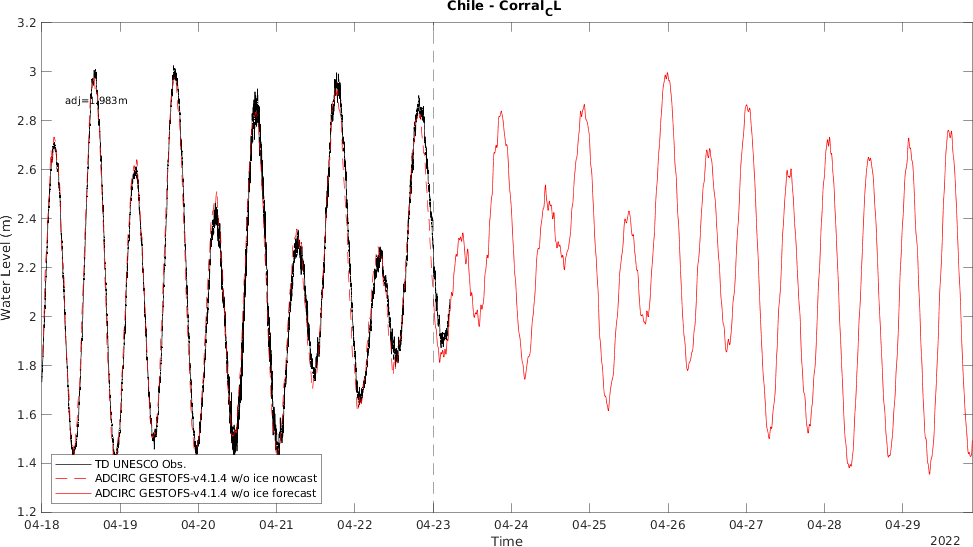 Chile - Corral_CL
3.2
3
2.8
2.6
2.4
2.2
2
1.8
1.6
1.4
1.2
Water Level (m)
adj=1.983m
TD UNESCO Obs.
ADCIRC GESTOFS-v4.1.4 w/o ice nowcast
ADCIRC GESTOFS-v4.1.4 w/o ice forecast
04-18 04-19 04-20 04-21 04-22 04-23 04-24 04-25 04-26 04-27 04-28 04-29
Time
2022